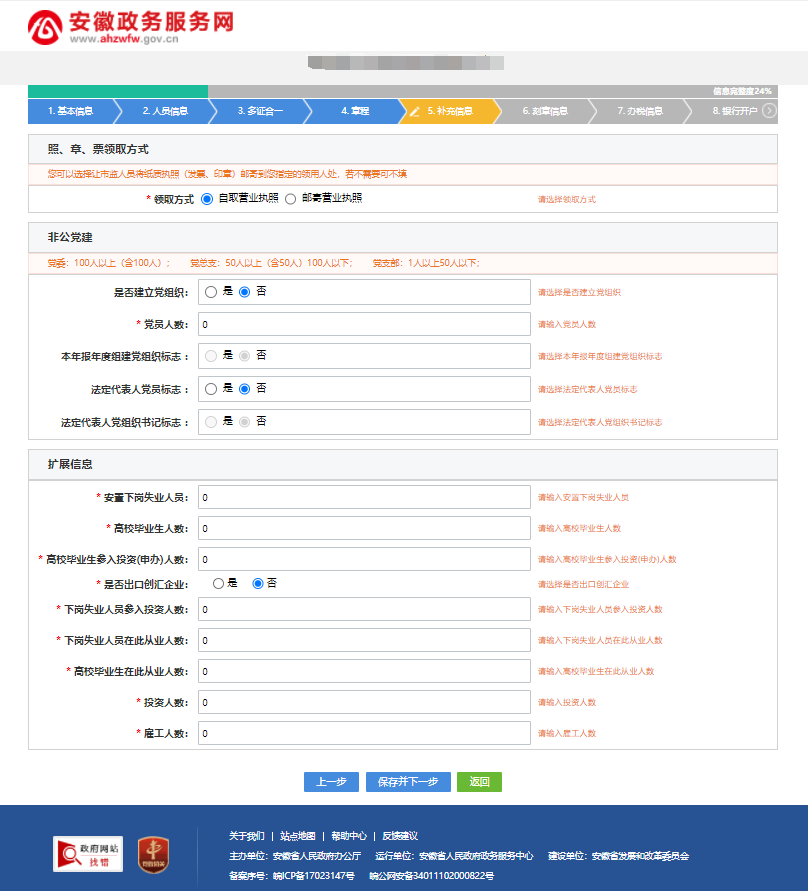 安徽政务服务网
www.ahzwfw.gov.cn
信息完整度24%
1. 基本信息 2. 人员信息 3. 多证合一 4. 章程 5. 补充信息 6. 刻章信息 7. 办税信息 8. 银行开户
照、章、票领取方式
您可以选择让市监人员将纸质执照（发票、印章）邮寄到您指定的领用人处，若不需要可不填
* 领取方式 自取营业执照 邮寄营业执照 请选择领取方式
非公党建
党委：100人以上（含100人）； 党总支：50人以上（含50人）100人以下； 党支部：1人以上50人以下；
是否建立党组织： 是 否 请选择是否建立党组织
* 党员人数： 0 请输入党员人数
本年报年度组建党组织标志： 是 否 请选择本年报年度组建党组织标志
法定代表人党员标志： 是 否 请选择法定代表人党员标志
法定代表人党组织书记标志： 是 否 请选择法定代表人党组织书记标志
扩展信息
* 安置下岗失业人员： 0 请输入安置下岗失业人员
* 高校毕业生人数： 0 请输入高校毕业生人数
* 高校毕业生参入投资(申办)人数： 0 请输入高校毕业生参入投资(申办)人数
* 是否出口创汇企业： 是 否 请选择是否出口创汇企业
* 下岗失业人员参入投资人数： 0 请输入下岗失业人员参入投资人数
* 下岗失业人员在此从业人数： 0 请输入下岗失业人员在此从业人数
* 高校毕业生在此从业人数： 0 请输入高校毕业生在此从业人数
* 投资人数： 0 请输入投资人数
* 雇工人数： 0 请输入雇工人数
上一步 保存并下一步 返回
政府网站
找错
党政机关
关于我们 | 站点地图 | 帮助中心 | 反馈建议
主办单位：安徽省人民政府办公厅 运行单位：安徽省人民政府政务服务中心 建设单位：安徽省发展和改革委员会
备案序号：皖ICP备17023147号 皖公网安备34011102000822号